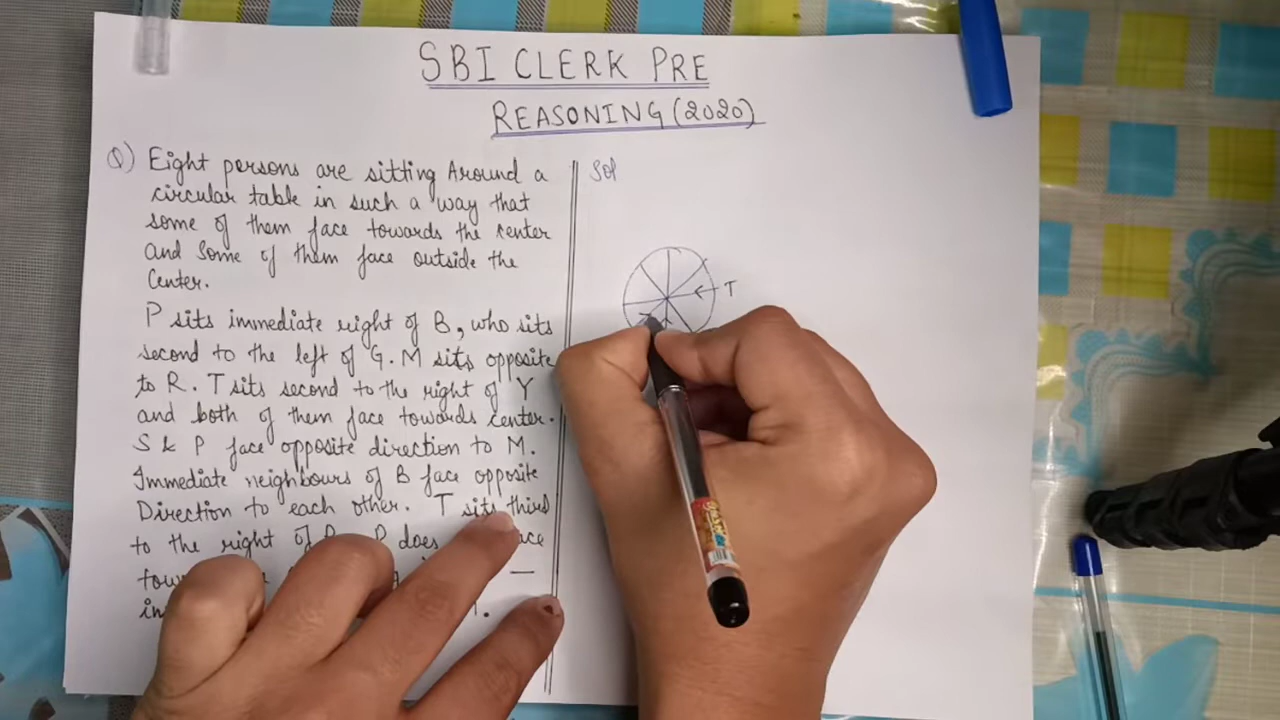 SBI CLERK PRE
REASONING (2020)
Q) Eight persons are sitting Around a
circular table in such a way that
some of them face towards the center
and some of them face outside the
Center.
P sits immediate right of B, who sits
second to the left of G. M sits opposite
to R. T sits second to the right of Y
and both of them face towards center.
S & P face opposite direction to M.
Immediate neighbours of B face opposite
Direction to each other. T sits third
to the right of
does
Sol
T